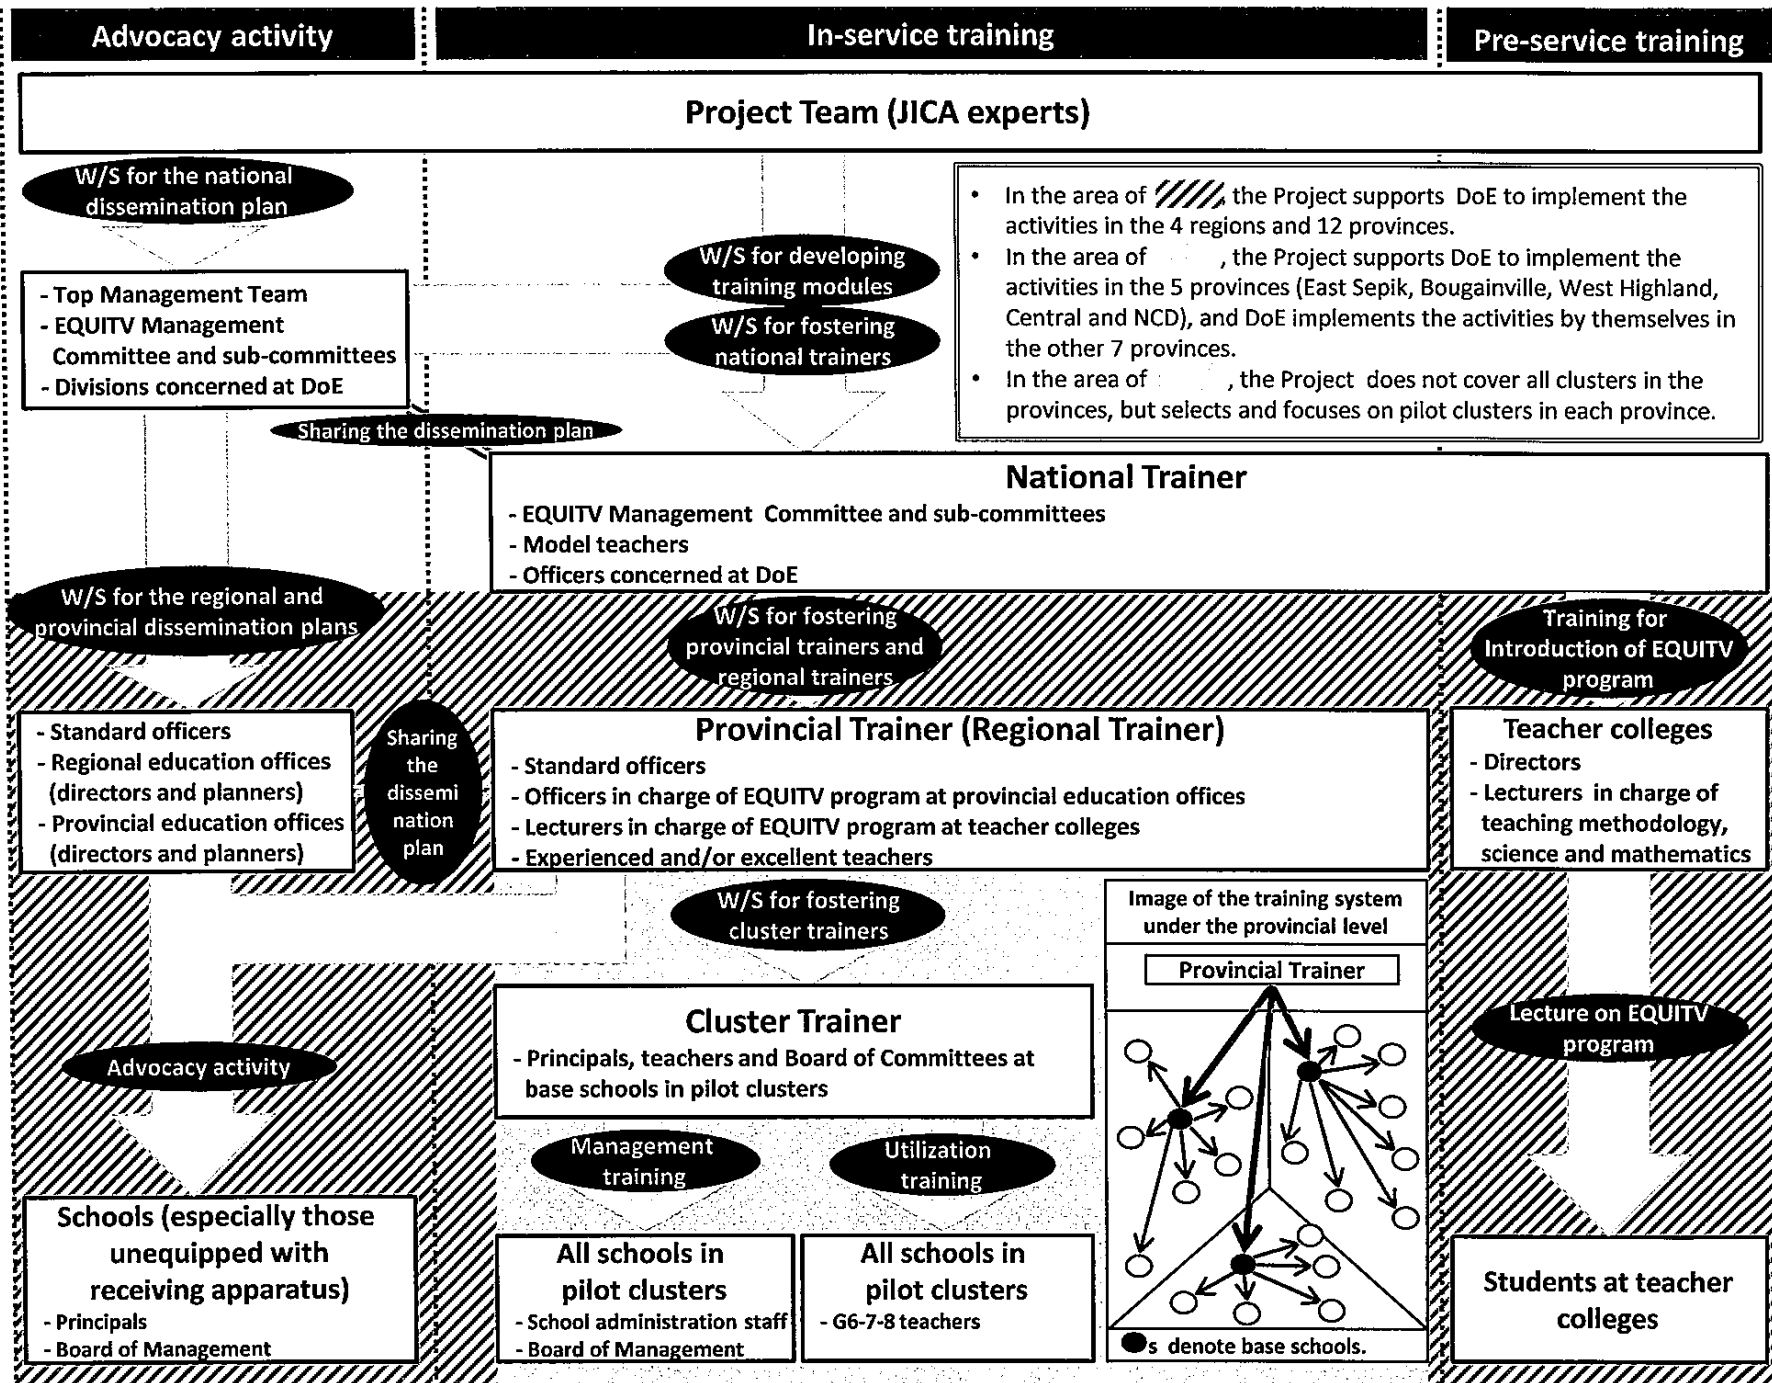 Advocacy activity
In-service training
Pre-service training
Project Team (JICA experts)
W/S for the national
dissemination plan
• In the area of , the Project supports DoE to implement the
activities in the 4 regions and 12 provinces.
• In the area of , the Project supports DoE to implement the
activities in the 5 provinces (East Sepik, Bougainville, West Highland,
Central and NCD), and DoE implements the activities by themselves in
the other 7 provinces.
• In the area of , the Project does not cover all clusters in the
provinces, but selects and focuses on pilot clusters in each province.
W/S for developing
training modules
W/S for fostering
national trainers
- Top Management Team
- EQUITV Management
Committee and sub-committees
- Divisions concerned at DoE
Sharing the dissemination plan
National Trainer
- EQUITV Management Committee and sub-committees
- Model teachers
- Officers concerned at DoE
W/S for the regional and
provincial dissemination plans
W/S for fostering
provincial trainers and
regional trainers
Training for
Introduction of EQUITV
program
- Standard officers
- Regional education offices
(directors and planners)
- Provincial education offices
(directors and planners)
Sharing
the
dissemi
nation
plan
Provincial Trainer (Regional Trainer)
- Standard officers
- Officers in charge of EQUITV program at provincial education offices
- Lecturers in charge of EQUITV program at teacher colleges
- Experienced and/or excellent teachers
Teacher colleges
- Directors
- Lecturers in charge of
teaching methodology,
science and mathematics
W/S for fostering
cluster trainers
Image of the training system
under the provincial level
Provincial Trainer
Cluster Trainer
- Principals, teachers and Board of Committees at
base schools in pilot clusters
Lecture on EQUITV
program
Advocacy activity
Management
training
Utilization
training
Schools (especially those
unequipped with
receiving apparatus)
- Principals
- Board of Management
All schools in
pilot clusters
- School administration staff
- Board of Management
All schools in
pilot clusters
- G6-7-8 teachers
●s denote base schools.
Students at teacher
colleges